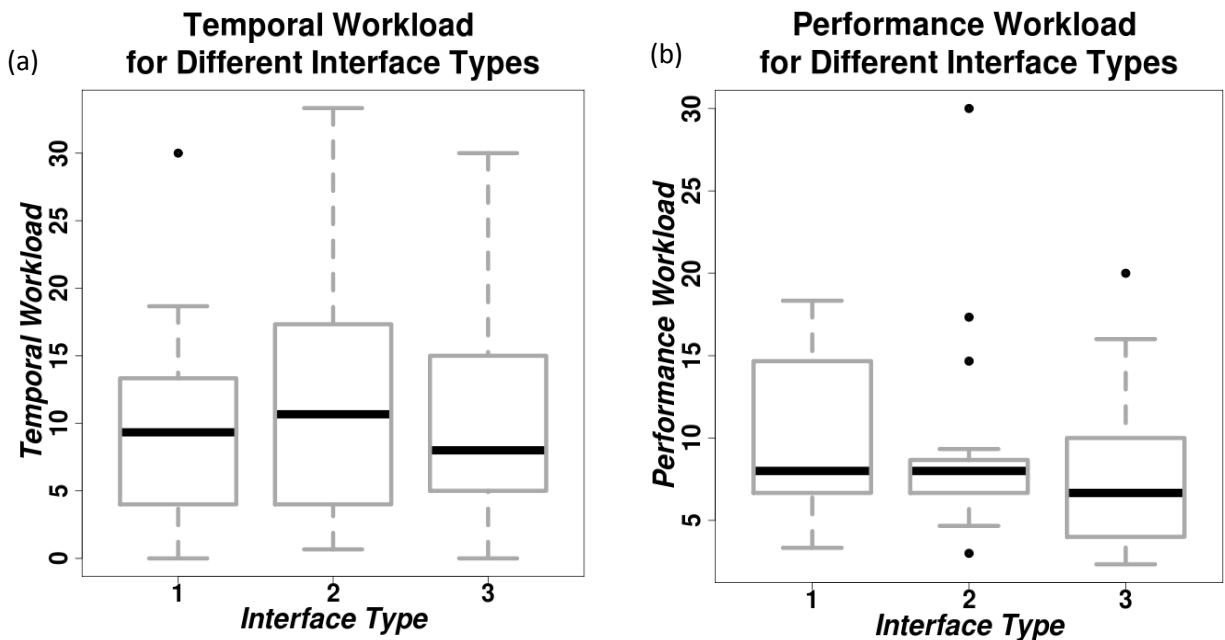 (a)
Temporal Workload
for Different Interface Types
Temporal Workload
30
25
20
15
10
5
0
1 2 3
Interface Type
(b)
Performance Workload
for Different Interface Types
Performance Workload
30
25
20
15
10
5
1 2 3
Interface Type